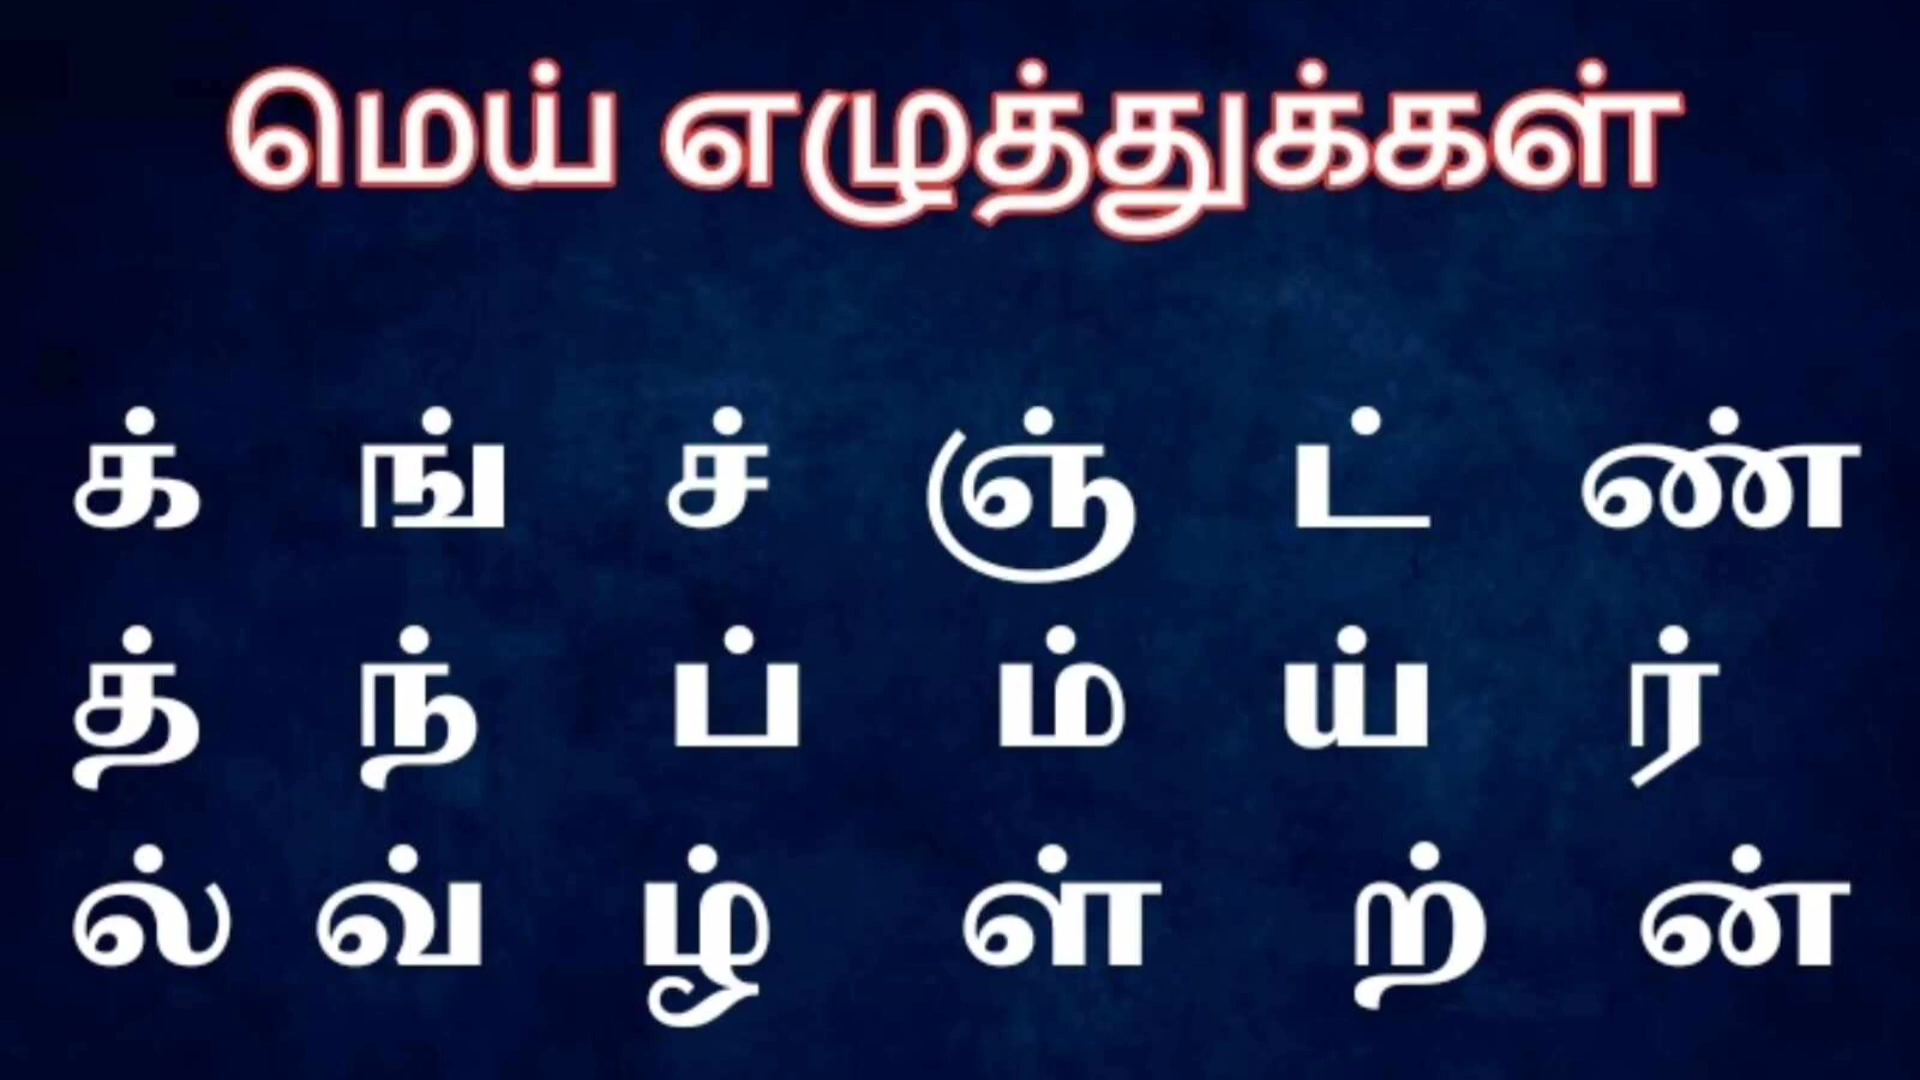 மெய் எழுத்துக்கள்
க் ங் ச் ஞ் ட் ண்
த் ந் ப் ம் ய் ர்
ல் வ் ழ் ள் ற் ன்